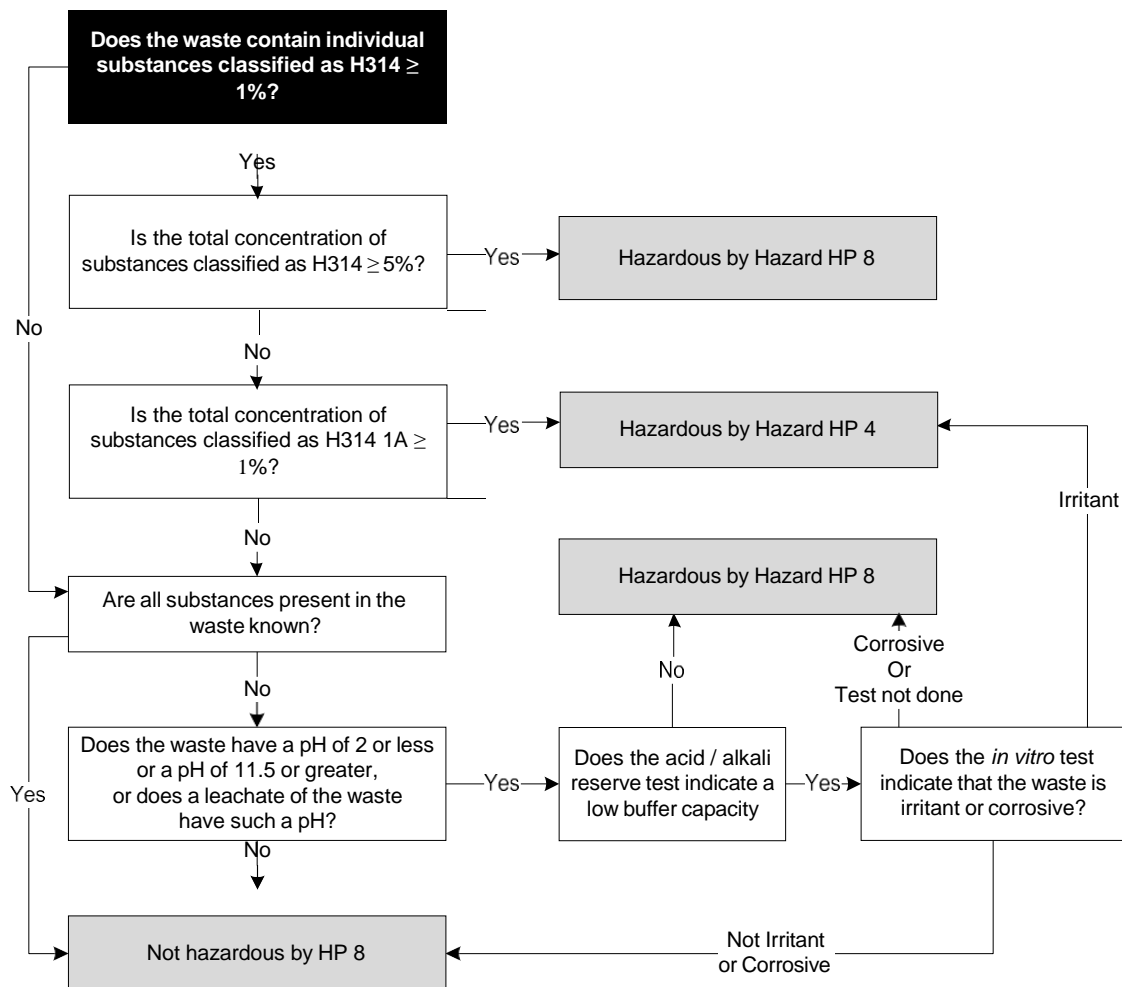 Does the waste contain individual
substances classified as H314 ≥
1%?
Yes
Is the total concentration of
substances classified as H314 ≥ 5%?
Yes
Hazardous by Hazard HP 8
No
No
Is the total concentration of
substances classified as H314 1A ≥
1%?
Yes
Hazardous by Hazard HP 4
Irritant
No
Hazardous by Hazard HP 8
Are all substances present in the
waste known?
No
Corrosive
Or
Test not done
No
Does the waste have a pH of 2 or less
or a pH of 11.5 or greater,
or does a leachate of the waste
have such a pH?
Yes
Yes
Does the acid / alkali
reserve test indicate a
low buffer capacity
Yes
Does the in vitro test
indicate that the waste is
irritant or corrosive?
No
Not hazardous by HP 8
Not Irritant
or Corrosive